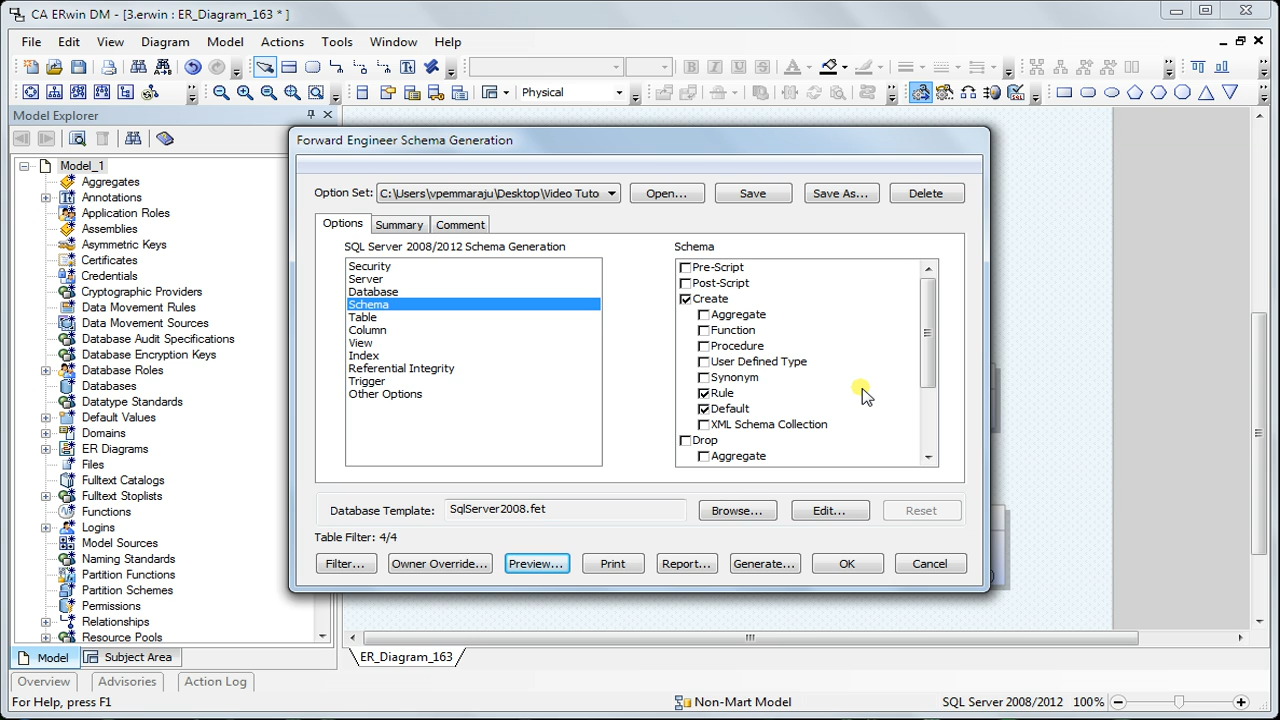 CA ERwin DM - [3.erwin : ER_Diagram_163 * ]
File Edit View Diagram Model Actions Tools Window Help
B I U S A
Physical
Model Explorer
Model_1
Aggregates
Annotations
Application Roles
Assemblies
Asymmetric Keys
Certificates
Credentials
Cryptographic Providers
Data Movement Rules
Data Movement Sources
Database Audit Specifications
Database Encryption Keys
Database Roles
Databases
Datatype Standards
Default Values
Domains
ER Diagrams
Files
Fulltext Catalogs
Fulltext Stoplists
Functions
Logins
Model Sources
Naming Standards
Partition Functions
Partition Schemes
Permissions
Relationships
Resource Pools
Model Subject Area
Overview Advisories Action Log
Forward Engineer Schema Generation
Option Set: C:\Users\vpemmaraju\Desktop\Video Tuto Open... Save Save As... Delete
Options Summary Comment
SQL Server 2008/2012 Schema Generation
Security
Server
Database
Schema
Table
Column
View
Index
Referential Integrity
Trigger
Other Options
Schema
Pre-Script
Post-Script
Create
Aggregate
Function
Procedure
User Defined Type
Synonym
Rule
Default
XML Schema Collection
Drop
Aggregate
Database Template: SqlServer2008.fet Browse... Edit... Reset
Table Filter: 4/4
Filter... Owner Override... Preview... Print Report... Generate... OK Cancel
ER_Diagram_163
For Help, press F1 Non-Mart Model SQL Server 2008/2012 100%